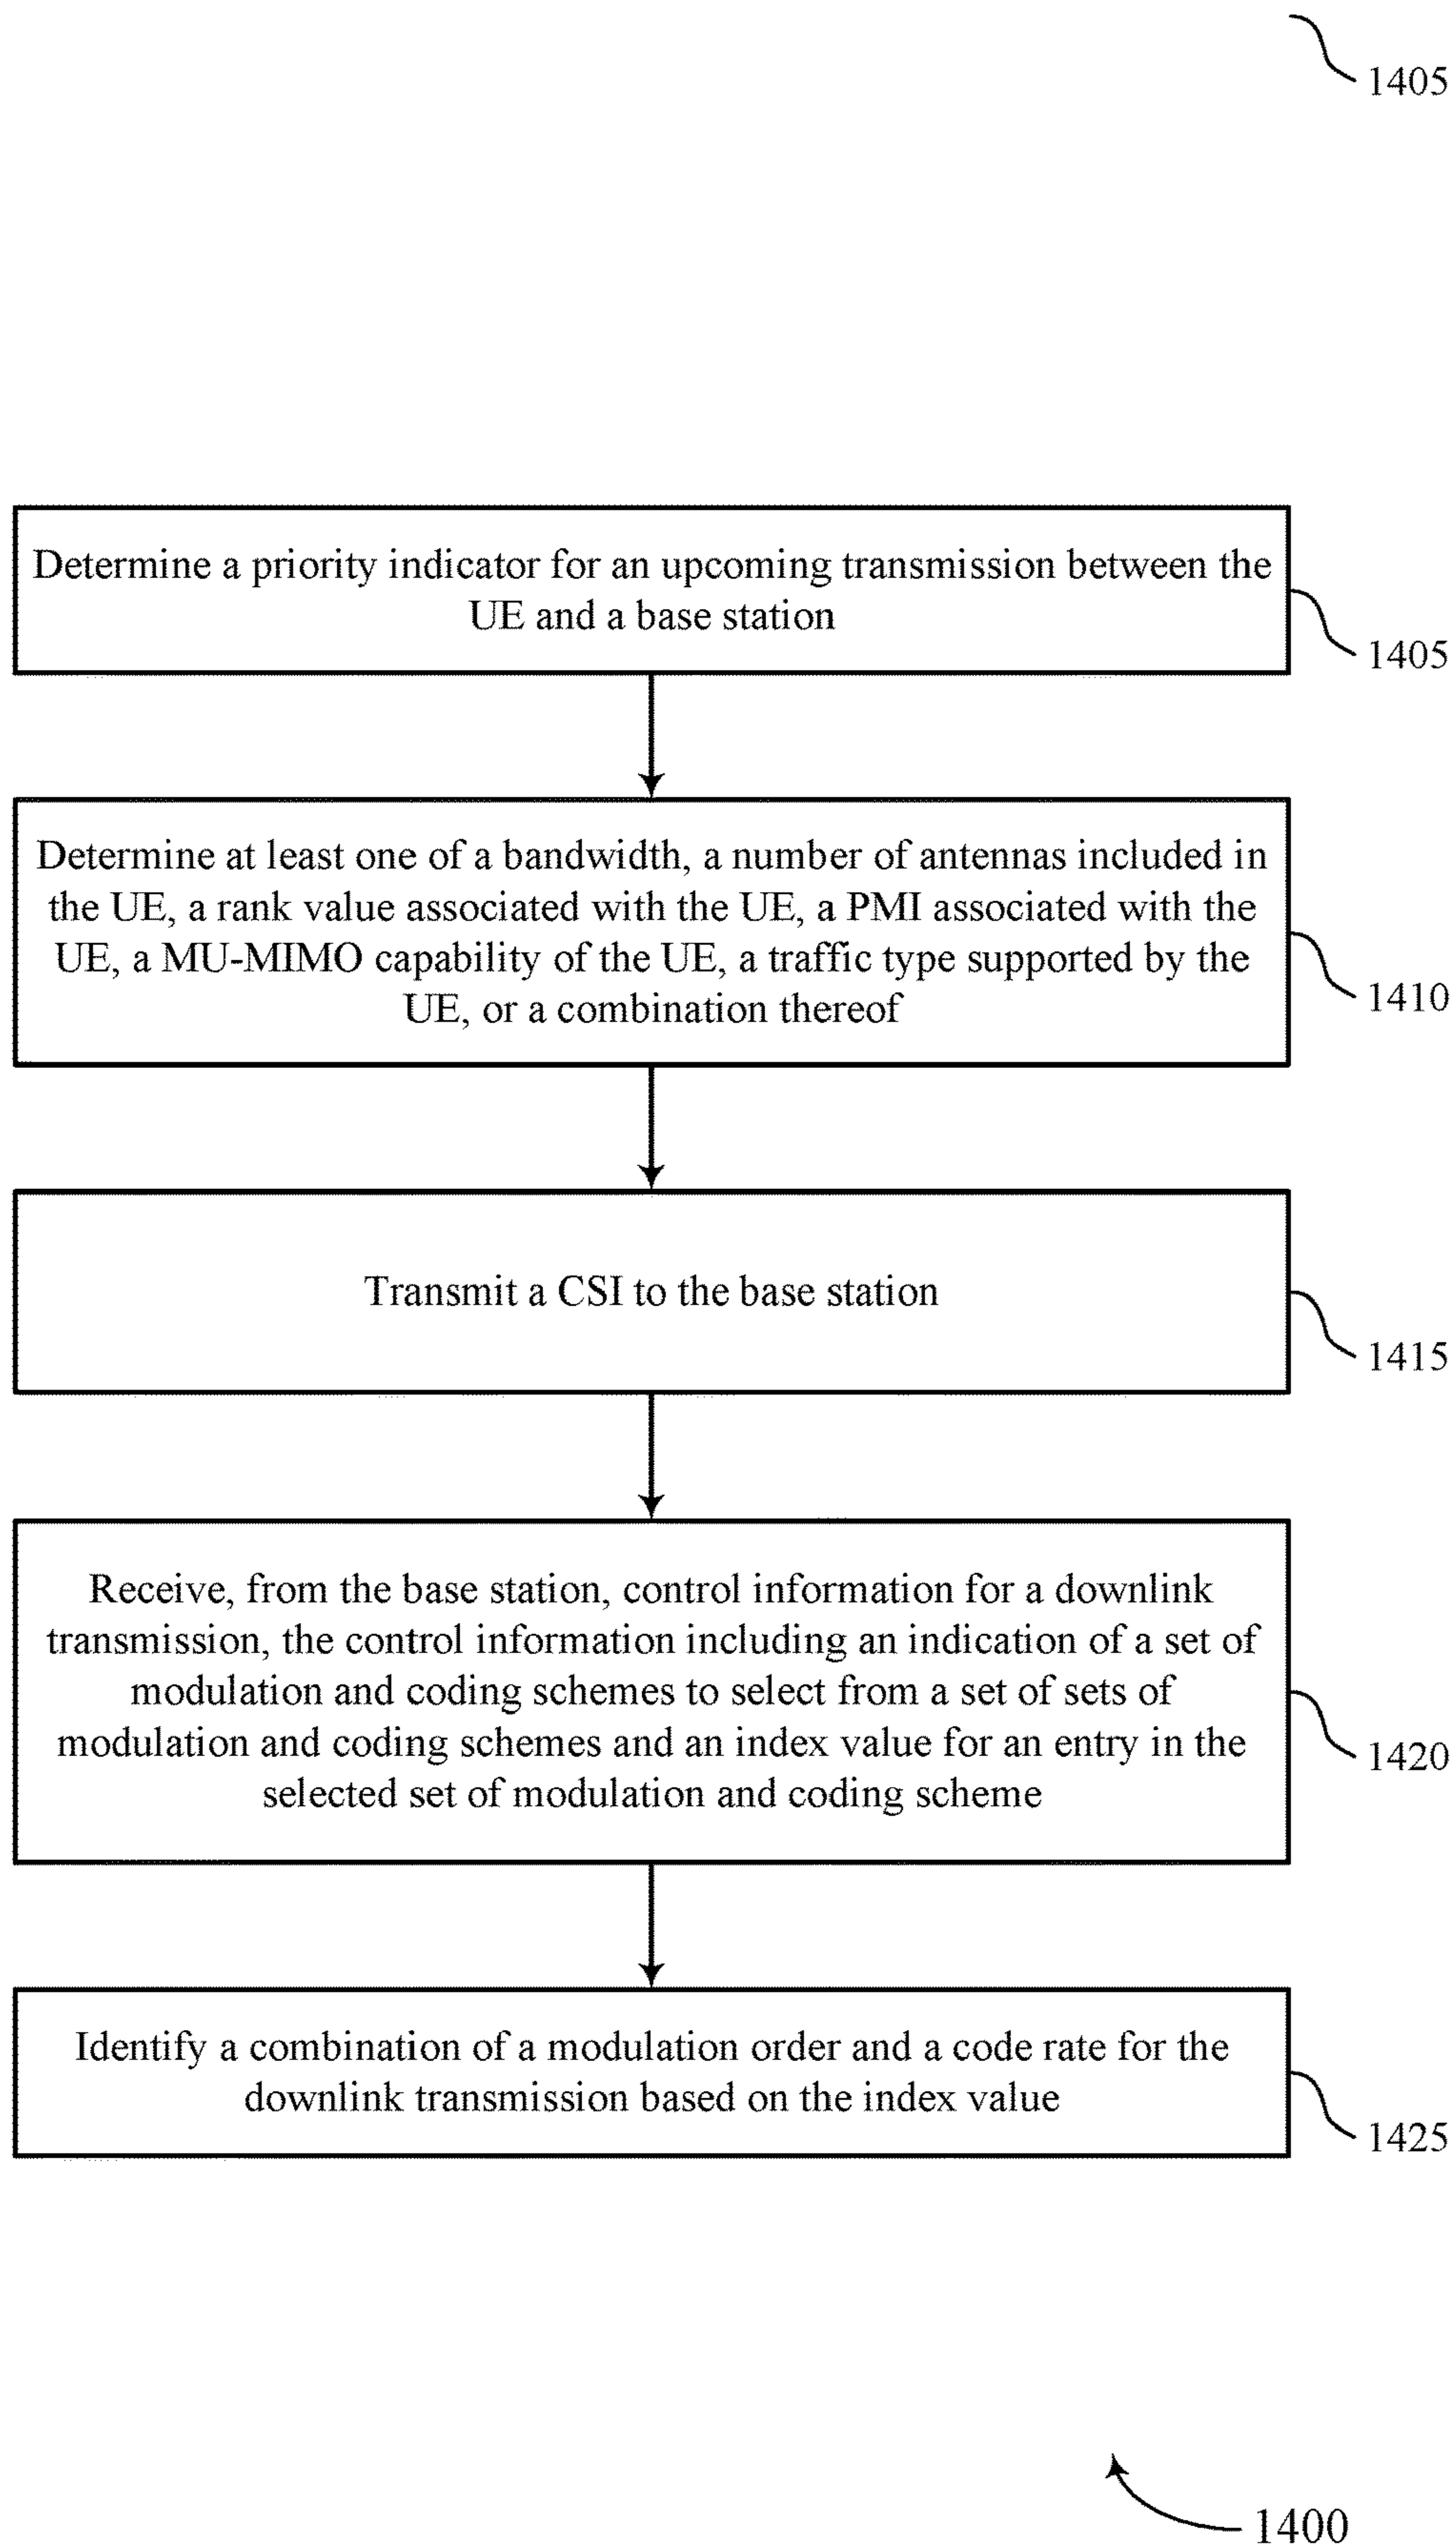 1405
Determine a priority indicator for an upcoming transmission between the
UE and a base station
1405
Determine at least one of a bandwidth, a number of antennas included in
the UE, a rank value associated with the UE, a PMI associated with the
UE, a MU-MIMO capability of the UE, a traffic type supported by the
UE, or a combination thereof
1410
Transmit a CSI to the base station
1415
Receive, from the base station, control information for a downlink
transmission, the control information including an indication of a set of
modulation and coding schemes to select from a set of sets of
modulation and coding schemes and an index value for an entry in the
selected set of modulation and coding scheme
1420
Identify a combination of a modulation order and a code rate for the
downlink transmission based on the index value
1425
1400